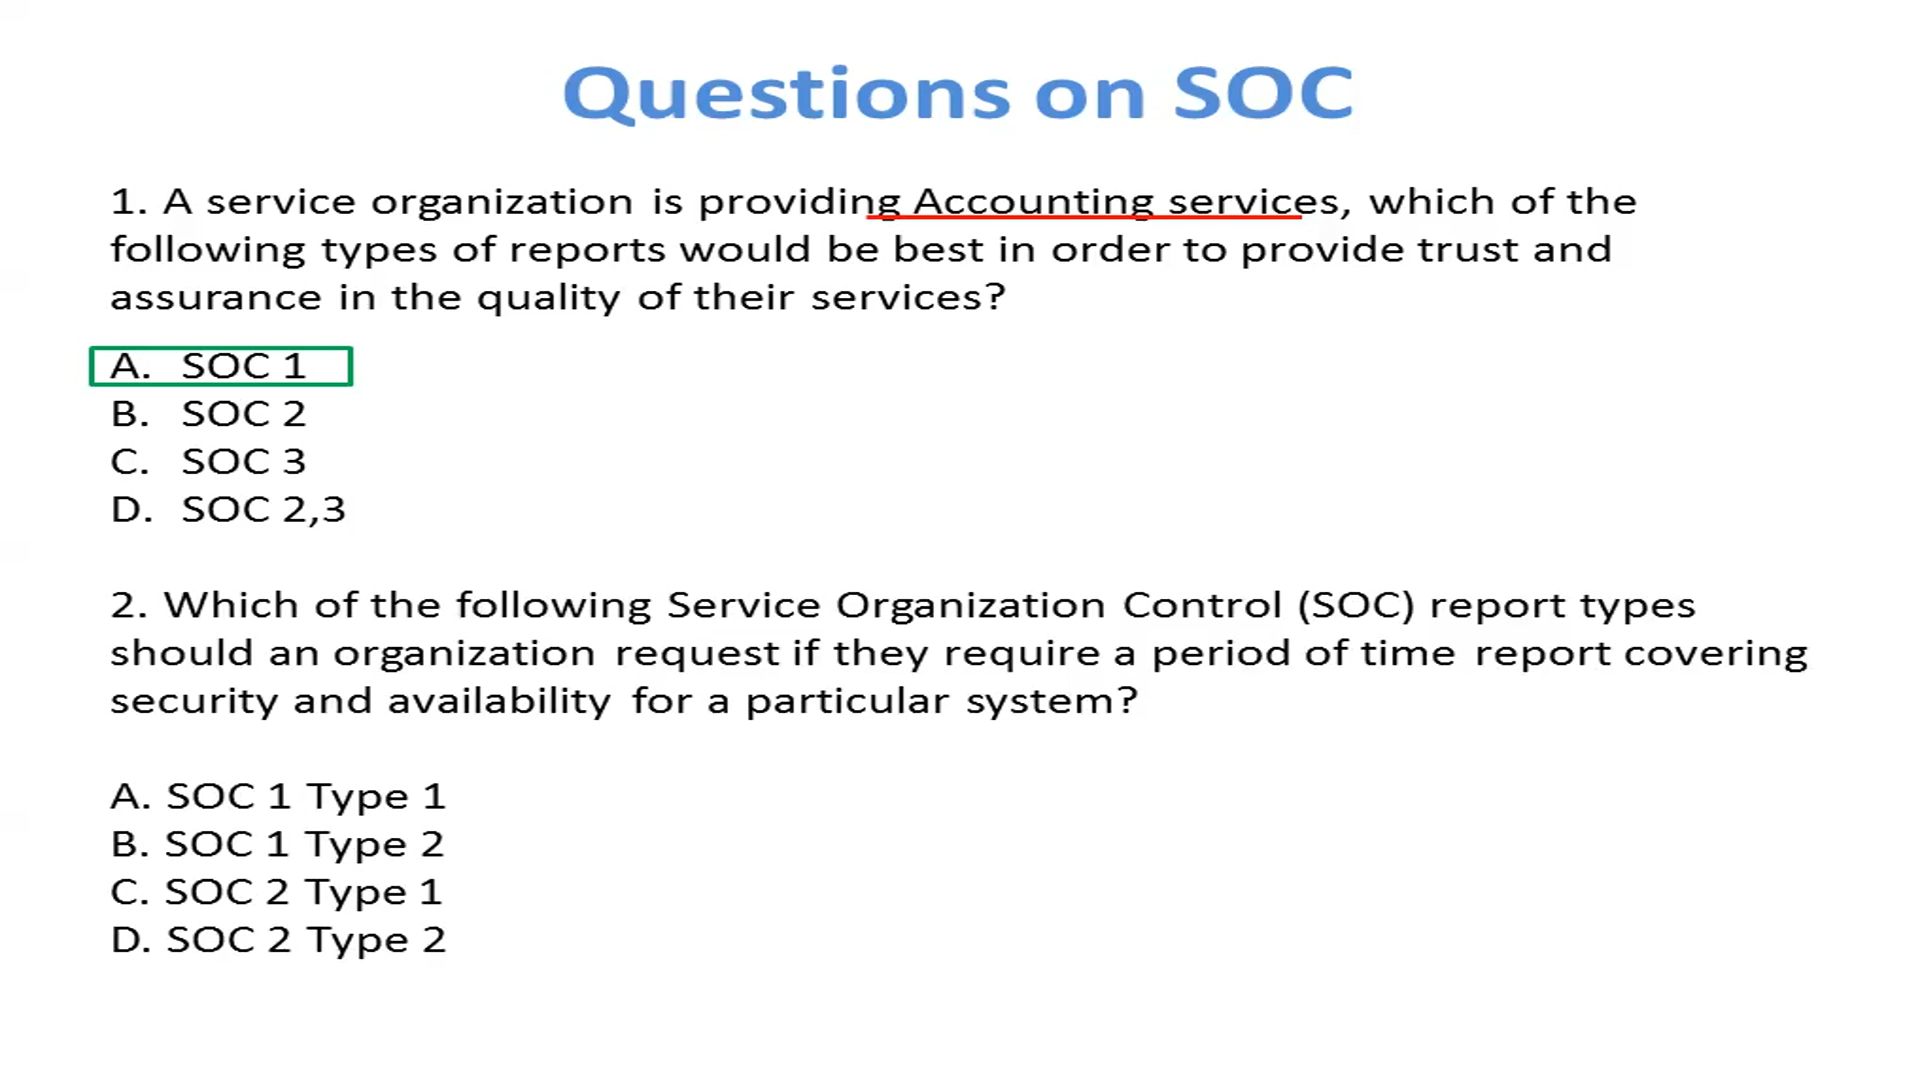 Questions on SOC
1. A service organization is providing Accounting services, which of the
following types of reports would be best in order to provide trust and
assurance in the quality of their services?
A. SOC 1
B. SOC 2
C. SOC 3
D. SOC 2,3
2. Which of the following Service Organization Control (SOC) report types
should an organization request if they require a period of time report covering
security and availability for a particular system?
A. SOC 1 Type 1
B. SOC 1 Type 2
C. SOC 2 Type 1
D. SOC 2 Type 2